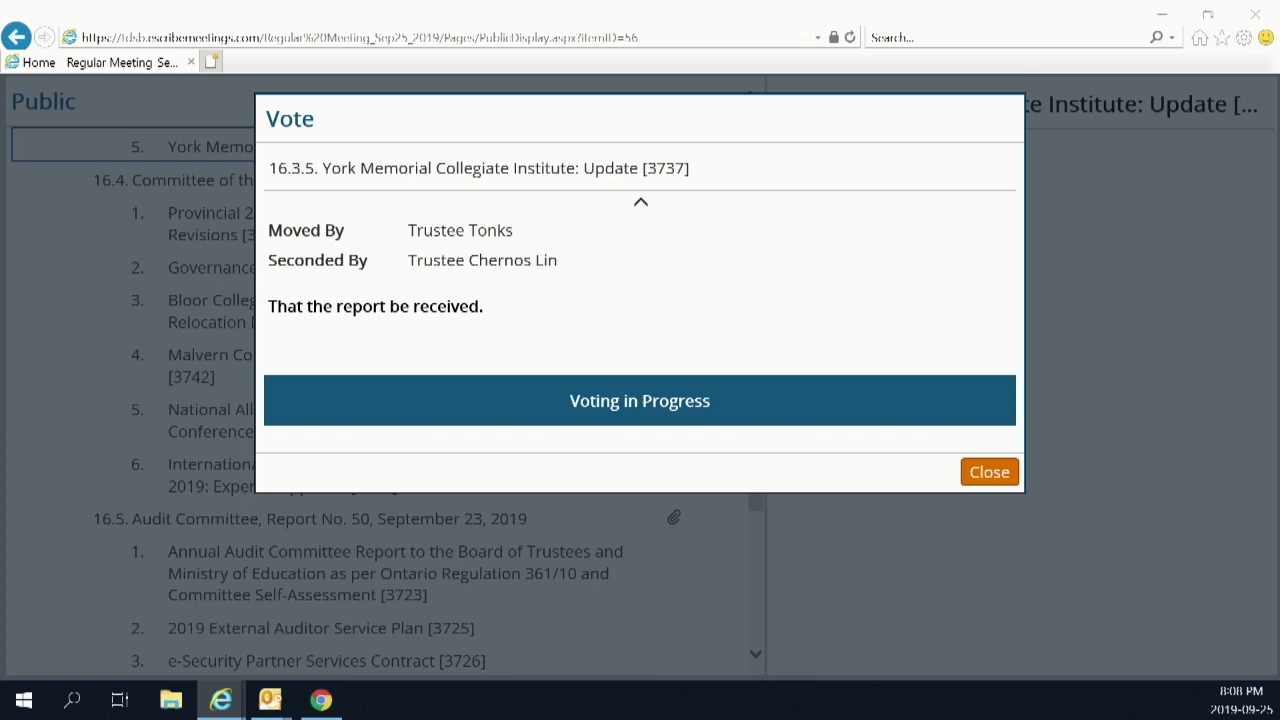 https://tdsb.escribemeetings.com/Regular%20Meeting_Sep25_2019/Pages/PublicDisplay.aspx?itemID=56
Search...
Home Regular Meeting Se...
Public
te Institute: Update [...
Vote
5. York Memo
16.3.5. York Memorial Collegiate Institute: Update [3737]
16.4. Committee of th
1. Provincial 2
Revisions [3
Moved By Trustee Tonks
Seconded By Trustee Chernos Lin
2. Governance
3. Bloor Colleg
Relocation
That the report be received.
4. Malvern Co
[3742]
5. National All
Conference
Voting in Progress
6. Internationa
2019: Expen
Close
16.5. Audit Committee, Report No. 50, September 23, 2019
1. Annual Audit Committee Report to the Board of Trustees and
Ministry of Education as per Ontario Regulation 361/10 and
Committee Self-Assessment [3723]
2. 2019 External Auditor Service Plan [3725]
3. e-Security Partner Services Contract [3726]
8:08 PM
2019-09-25